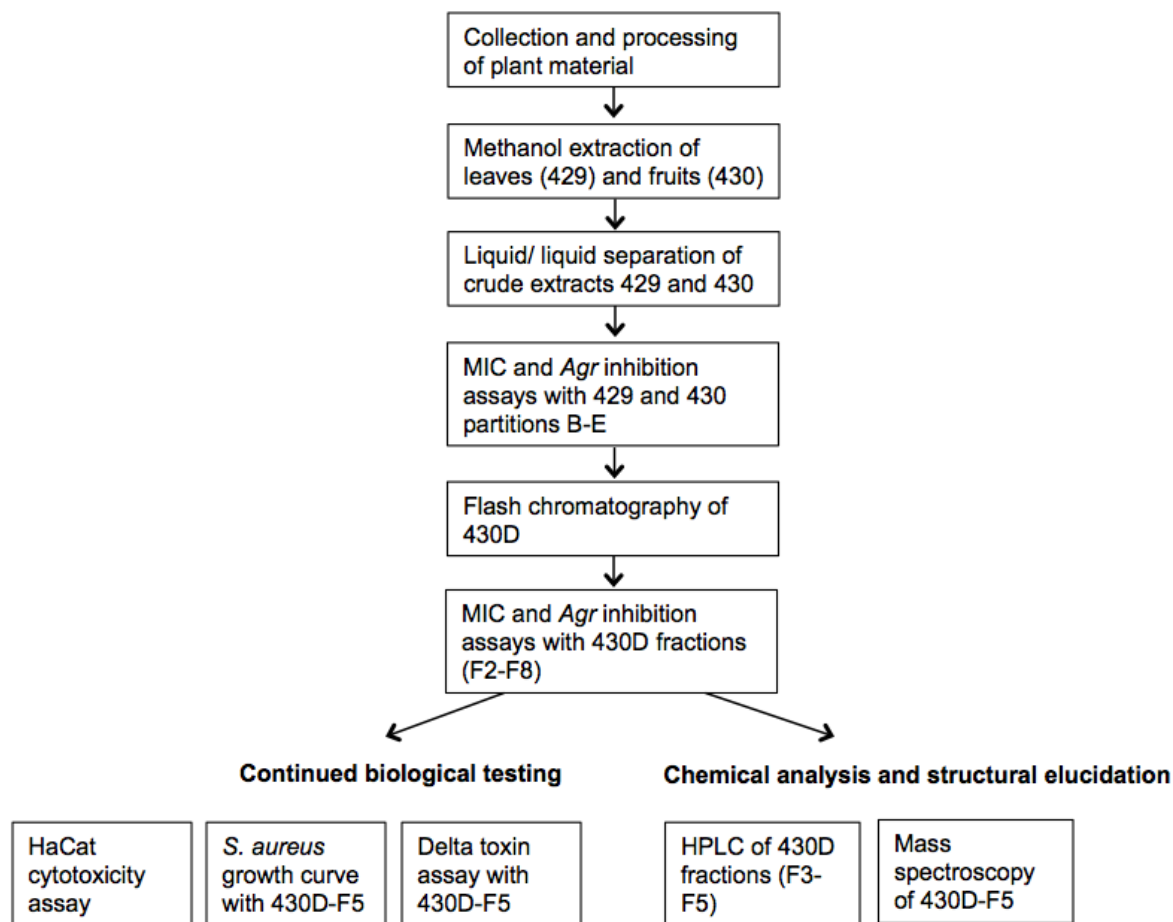 Collection and processing
of plant material
Methanol extraction of
leaves (429) and fruits (430)
Liquid/ liquid separation of
crude extracts 429 and 430
MIC and Agr inhibition
assays with 429 and 430
partitions B-E
Flash chromatography of
430D
MIC and Agr inhibition
assays with 430D fractions
(F2-F8)
Continued biological testing
Chemical analysis and structural elucidation
HaCat
cytotoxicity
assay
S. aureus
growth curve
with 430D-F5
Delta toxin
assay with
430D-F5
HPLC of 430D
fractions (F3-
F5)
Mass
spectroscopy
of 430D-F5